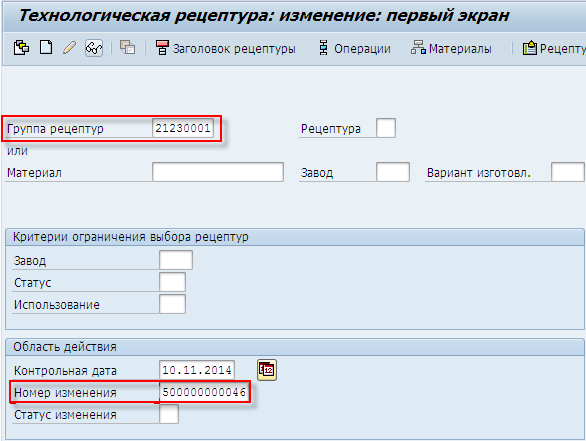 Технологическая рецептура: изменение: первый экран
Заголовок рецептуры Операции Материалы Рецепту
Группа рецептур 21230001 Рецептура
или
Материал Завод Вариант изготовл.
Критерии ограничения выбора рецептур
Завод
Статус
Использование
Область действия
Контрольная дата 10.11.2014 12
Номер изменения 500000000046
Статус изменения